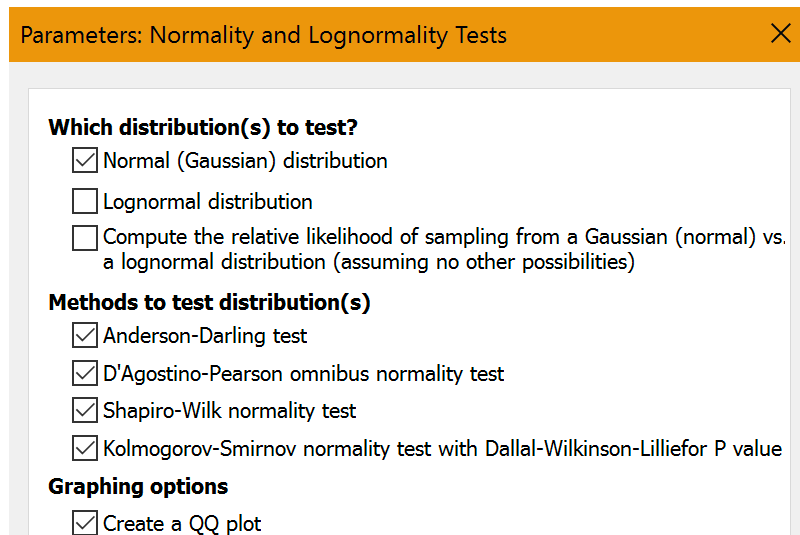 Parameters: Normality and Lognormality Tests
Which distribution(s) to test?
Normal (Gaussian) distribution
Lognormal distribution
Compute the relative likelihood of sampling from a Gaussian (normal) vs.
a lognormal distribution (assuming no other possibilities)
Methods to test distribution(s)
Anderson-Darling test
D'Agostino-Pearson omnibus normality test
Shapiro-Wilk normality test
Kolmogorov-Smirnov normality test with Dallal-Wilkinson-Lilliefor P value
Graphing options
Create a QQ plot